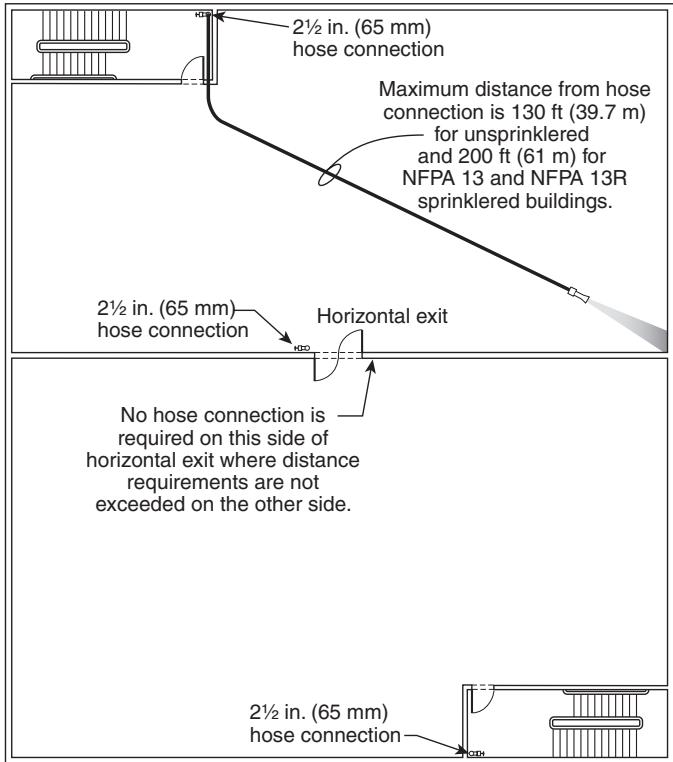 2½ in. (65 mm)
hose connection
Maximum distance from hose
connection is 130 ft (39.7 m)
for unsprinklered
and 200 ft (61 m) for
NFPA 13 and NFPA 13R
sprinklered buildings.
2½ in. (65 mm)
hose connection
Horizontal exit
No hose connection is
required on this side of
horizontal exit where distance
requirements are not
exceeded on the other side.
2½ in. (65 mm)
hose connection